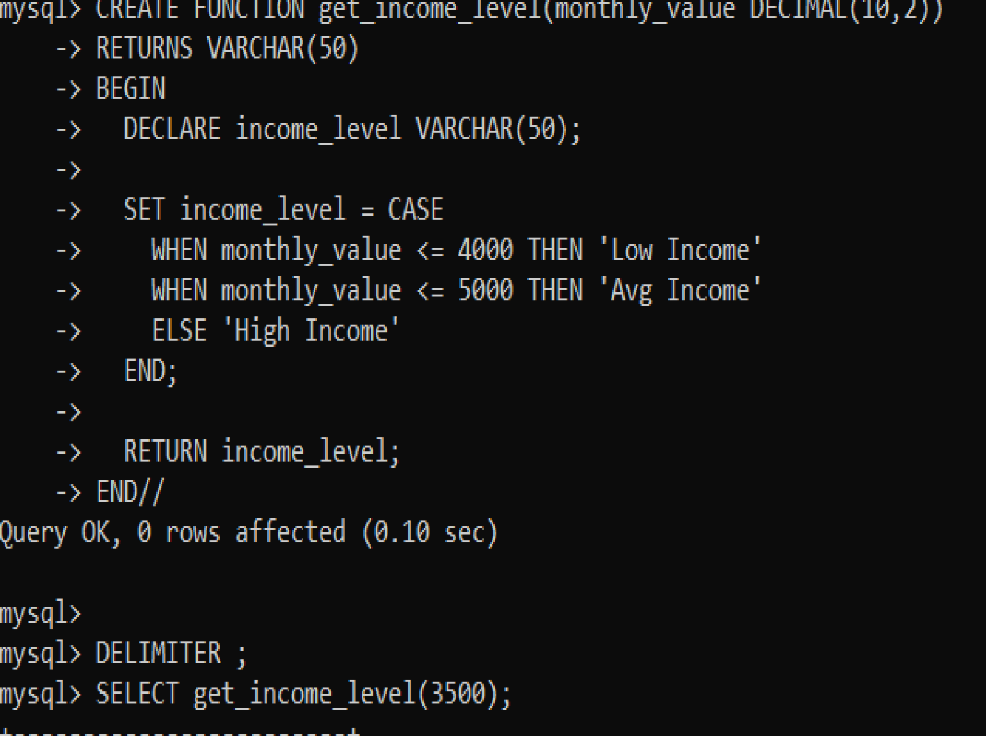 mysql> CREATE FUNCTION get_income_level(monthly_value DECIMAL(10,2))
    -> RETURNS VARCHAR(50)
    -> BEGIN
    ->   DECLARE income_level VARCHAR(50);
    ->
    ->   SET income_level = CASE
    ->     WHEN monthly_value <= 4000 THEN 'Low Income'
    ->     WHEN monthly_value <= 5000 THEN 'Avg Income'
    ->     ELSE 'High Income'
    ->   END;
    ->
    ->   RETURN income_level;
    -> END//
Query OK, 0 rows affected (0.10 sec)

mysql>
mysql> DELIMITER ;
mysql> SELECT get_income_level(3500);
+------------------------+